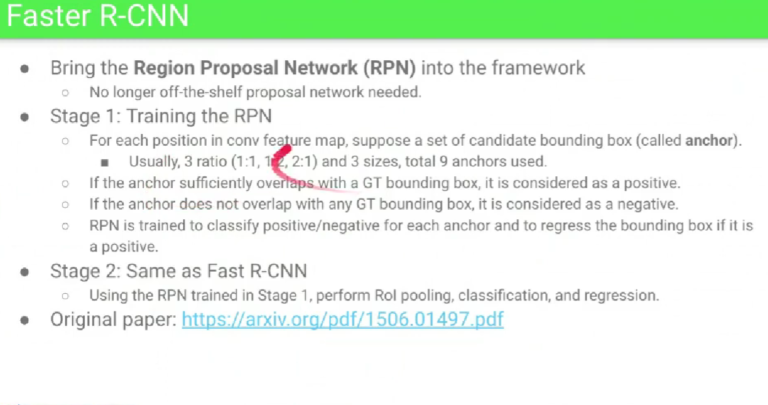 Faster R-CNN
• Bring the Region Proposal Network (RPN) into the framework
○ No longer off-the-shelf proposal network needed.
• Stage 1: Training the RPN
○ For each position in conv feature map, suppose a set of candidate bounding box (called anchor).
■ Usually, 3 ratio (1:1, 1:2, 2:1) and 3 sizes, total 9 anchors used.
○ If the anchor sufficiently overlaps with a GT bounding box, it is considered as a positive.
○ If the anchor does not overlap with any GT bounding box, it is considered as a negative.
○ RPN is trained to classify positive/negative for each anchor and to regress the bounding box if it is
a positive.
• Stage 2: Same as Fast R-CNN
○ Using the RPN trained in Stage 1, perform RoI pooling, classification, and regression.
• Original paper: https://arxiv.org/pdf/1506.01497.pdf